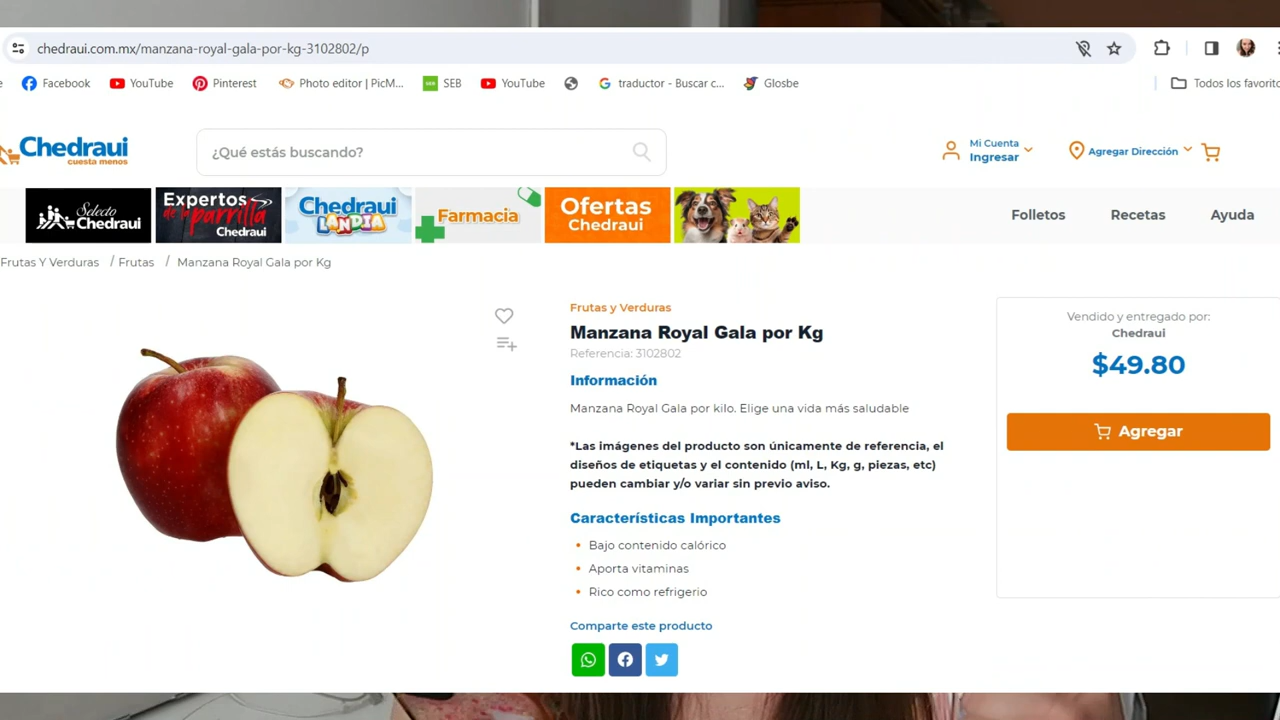 chedraui.com.mx/manzana-royal-gala-por-kg-3102802/p
e Facebook YouTube Pinterest Photo editor | PicM... SEB YouTube traductor - Buscar c... Glosbe Todos los favorito
Chedraui
cuesta menos
¿Qué estás buscando?
Mi Cuenta
Ingresar
Agregar Dirección
Selecto
Chedraui
Expertos
de la parrilla
Chedraui
Chedraui
LANDIA
Farmacia
Ofertas
Chedraui
Folletos Recetas Ayuda
Frutas Y Verduras / Frutas / Manzana Royal Gala por Kg
Frutas y Verduras
Manzana Royal Gala por Kg
Referencia: 3102802
Información
Manzana Royal Gala por kilo. Elige una vida más saludable
*Las imágenes del producto son únicamente de referencia, el
diseños de etiquetas y el contenido (ml, L, Kg, g, piezas, etc)
pueden cambiar y/o variar sin previo aviso.
Características Importantes
• Bajo contenido calórico
• Aporta vitaminas
• Rico como refrigerio
Comparte este producto
Vendido y entregado por:
Chedraui
$49.80
Agregar